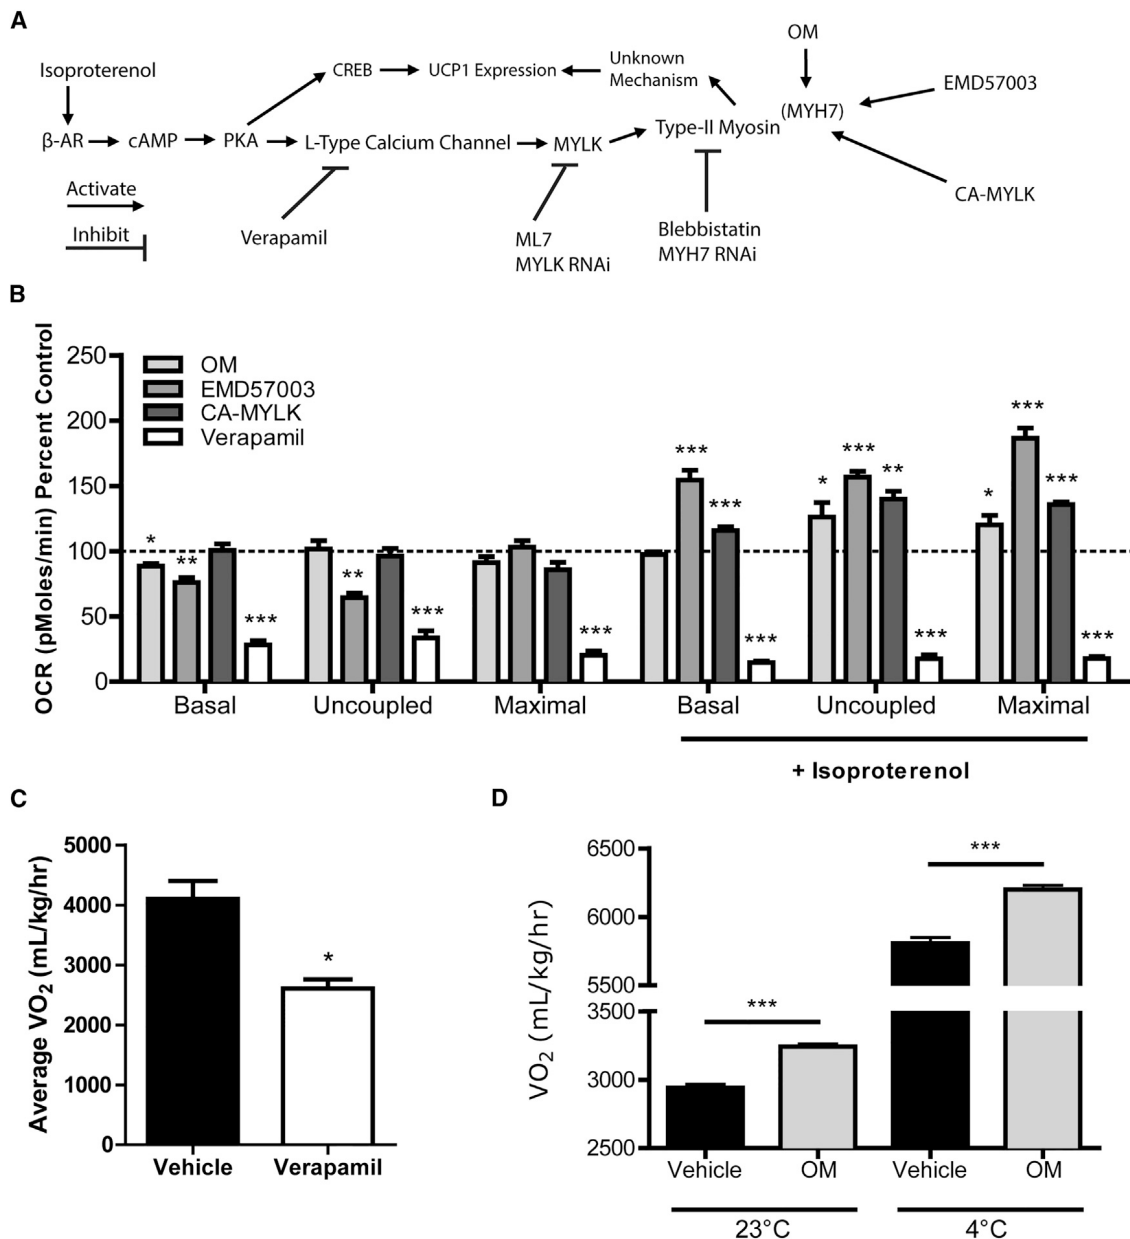 A
OM
Isoproterenol
CREB
UCP1 Expression
Unknown
Mechanism
EMD57003
(MYH7)
β-AR
cAMP
PKA
L-Type Calcium Channel
MYLK
Type-II Myosin
Activate
CA-MYLK
Inhibit
Verapamil
ML7
MYLK RNAi
Blebbistatin
MYH7 RNAi
B
OCR (pMoles/min) Percent Control
250
200
150
100
50
0
OM
EMD57003
CA-MYLK
Verapamil
*
**
***
**
***
***
***
***
***
*
***
**
***
*
***
***
***
Basal
Uncoupled
Maximal
Basal
Uncoupled
Maximal
+ Isoproterenol
C
Average VO2 (mL/kg/hr)
5000
4000
3000
2000
1000
0
*
Vehicle
Verapamil
D
VO2 (mL/kg/hr)
6500
6000
5500
3500
3000
2500
***
***
Vehicle
OM
Vehicle
OM
23°C
4°C